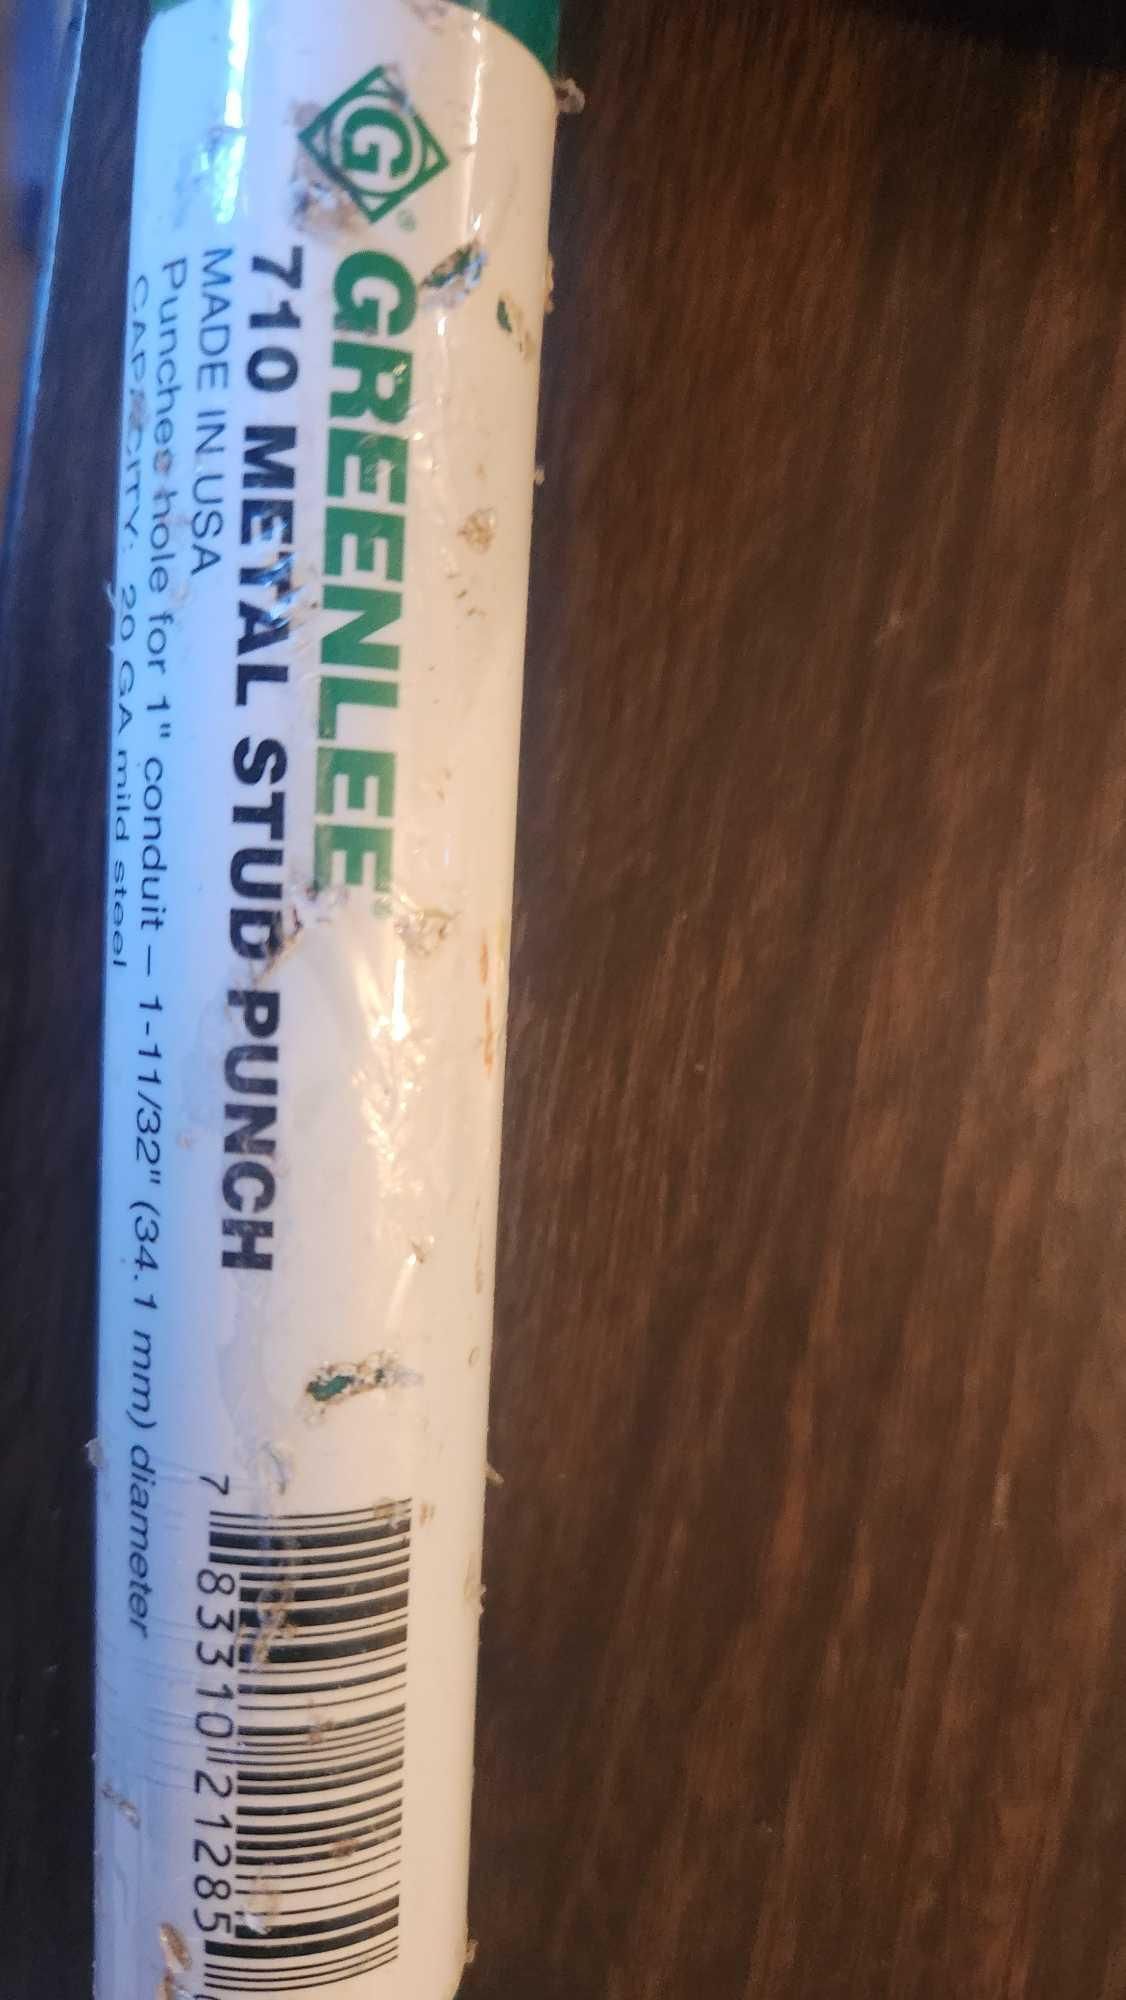 G®
GREENLEE®
710 METAL STUD PUNCH
MADE IN USA
Punches hole for 1" conduit – 1-11/32" (34.1 mm) diameter
CAPACITY: 20 GA mild steel
7 83310 21285